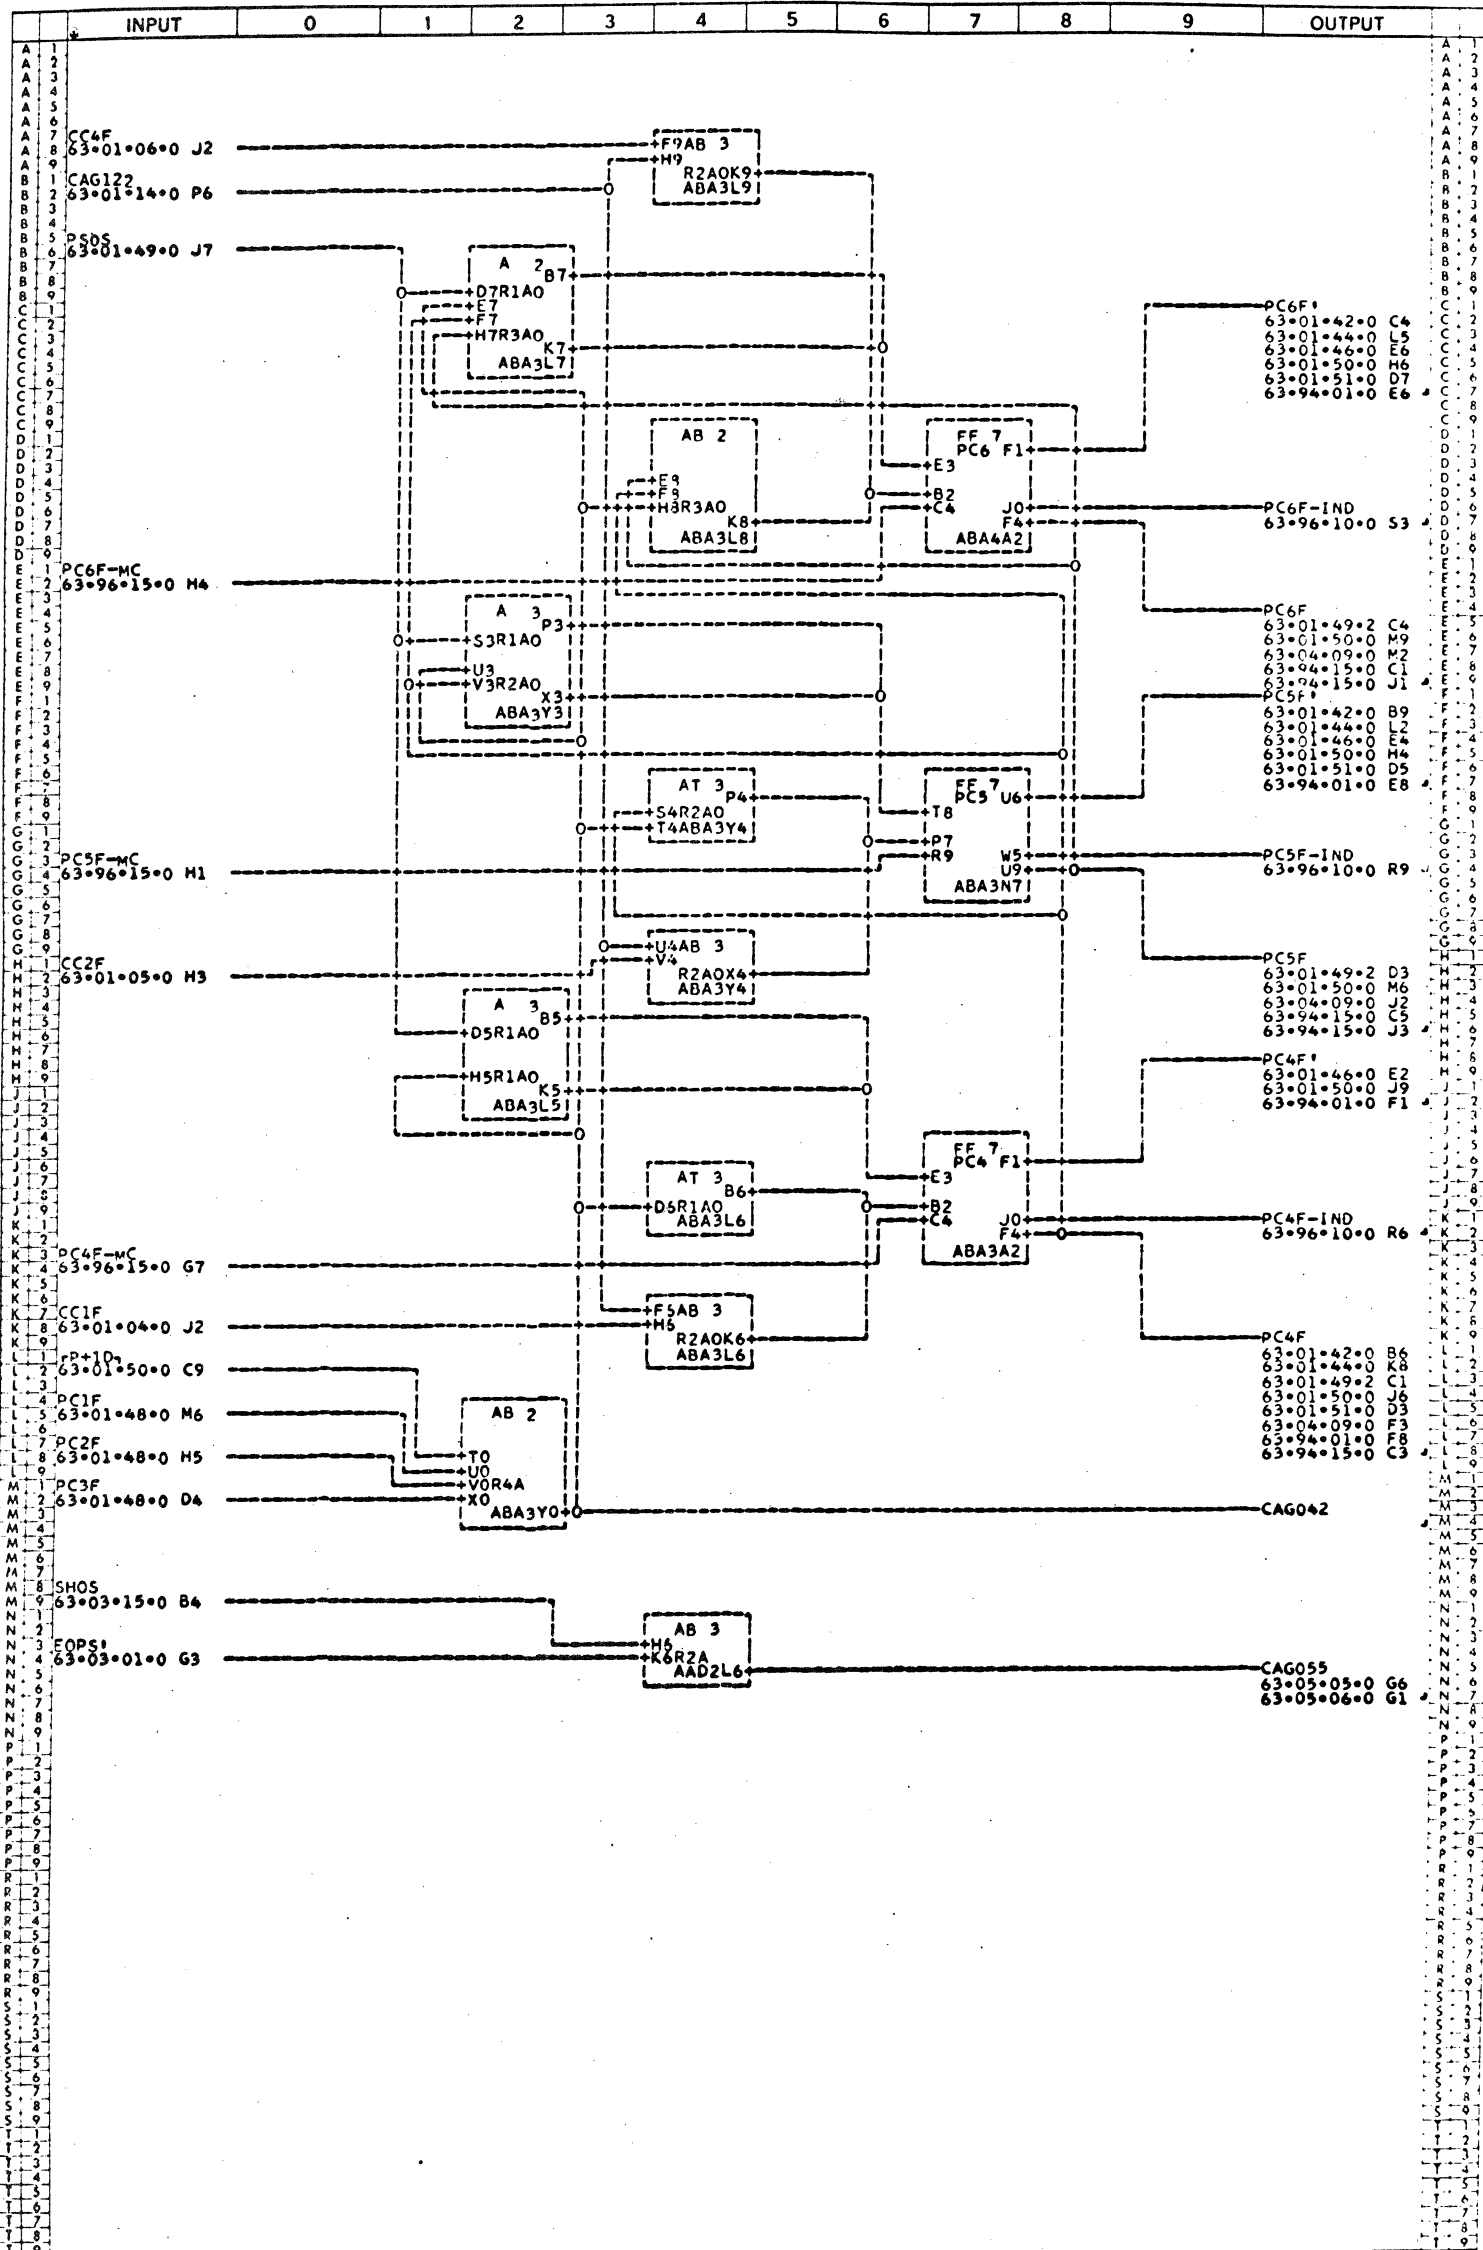 INPUT 0 1 2 3 4 5 6 7 8 9 OUTPUT
*
CC4F
63•01•06•0 J2
+F9AB 3
+H9
R2AOK9+
ABA3L9
CAG122
63•01•14•0 P6
PSOS
63•01•49•0 J7
A 2
B7+
+D7R1AO
+E7
+F7
+H7R3AO
K7+
ABA3L7
PC6F'
63•01•42•0 C4
63•01•44•0 L5
63•01•46•0 E6
63•01•50•0 H6
63•01•51•0 D7
63•94•01•0 E6
AB 2
+E8
+F8
+H8R3AO
K8+
ABA3L8
FF 7
PC6 F1+
+E3
+B2
+C4 J0+
F4+
ABA4A2
PC6F-IND
63•96•10•0 S3
PC6F-MC
63•96•15•0 H4
A 3
P3+
+S3R1AO
+U3
+V3R2AO
X3+
ABA3Y3
PC6F
63•01•49•2 C4
63•01•50•0 M9
63•04•09•0 M2
63•94•15•0 C1
63•94•15•0 J1
PC5F'
63•01•42•0 B9
63•01•44•0 L2
63•01•46•0 E4
63•01•50•0 H4
63•01•51•0 D5
63•94•01•0 E8
AT 3
P4+
+S4R2AO
+T4ABA3Y4
FF 7
PC5 U6+
+T8
+P7
+R9 W5+
U9+
ABA3N7
PC5F-MC
63•96•15•0 H1
PC5F-IND
63•96•10•0 R9
CC2F
63•01•05•0 H3
+U4AB 3
+V4
R2AOX4+
ABA3Y4
PC5F
63•01•49•2 D3
63•01•50•0 M6
63•04•09•0 J2
63•94•15•0 C5
63•94•15•0 J3
A 3
B5+
+D5R1AO
+H5R1AO
K5+
ABA3L5
PC4F'
63•01•46•0 E2
63•01•50•0 J9
63•94•01•0 F1
AT 3
B6+
+D6R1AO
ABA3L6
FF 7
PC4 F1+
+E3
+B2
+C4 J0+
F4+
ABA3A2
PC4F-IND
63•96•10•0 R6
PC4F-MC
63•96•15•0 G7
CC1F
63•01•04•0 J2
+F5AB 3
+H6
R2AOK6+
ABA3L6
PC4F
63•01•42•0 B6
63•01•44•0 K8
63•01•49•2 C1
63•01•50•0 J6
63•01•51•0 D3
63•04•09•0 F3
63•94•01•0 F8
63•94•15•0 C3
P+1D
63•01•50•0 C9
PC1F
63•01•48•0 M6
PC2F
63•01•48•0 H5
PC3F
63•01•48•0 D4
AB 2
+T0
+U0
+V0R4A
+X0
ABA3Y0+
CAG042
SHOS
63•03•15•0 B4
EOPS'
63•03•01•0 G3
AB 3
+H6
+K6R2A
AAD2L6+
CAG055
63•05•05•0 G6
63•05•06•0 G1